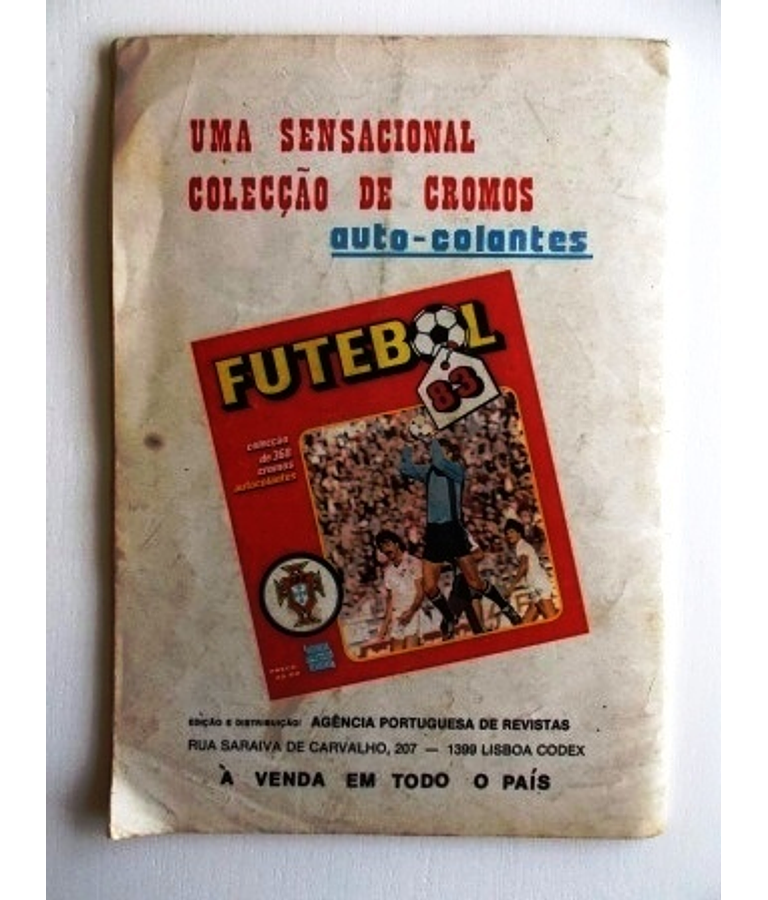 UMA SENSACIONAL
COLECÇÃO DE CROMOS
auto-colantes
FUTEBOL
83
colecção
de 360
cromos
autocolantes
PREÇO
EDIÇÃO E DISTRIBUIÇÃO: AGÊNCIA PORTUGUESA DE REVISTAS
RUA SARAIVA DE CARVALHO, 207 — 1399 LISBOA CODEX
À VENDA EM TODO O PAÍS